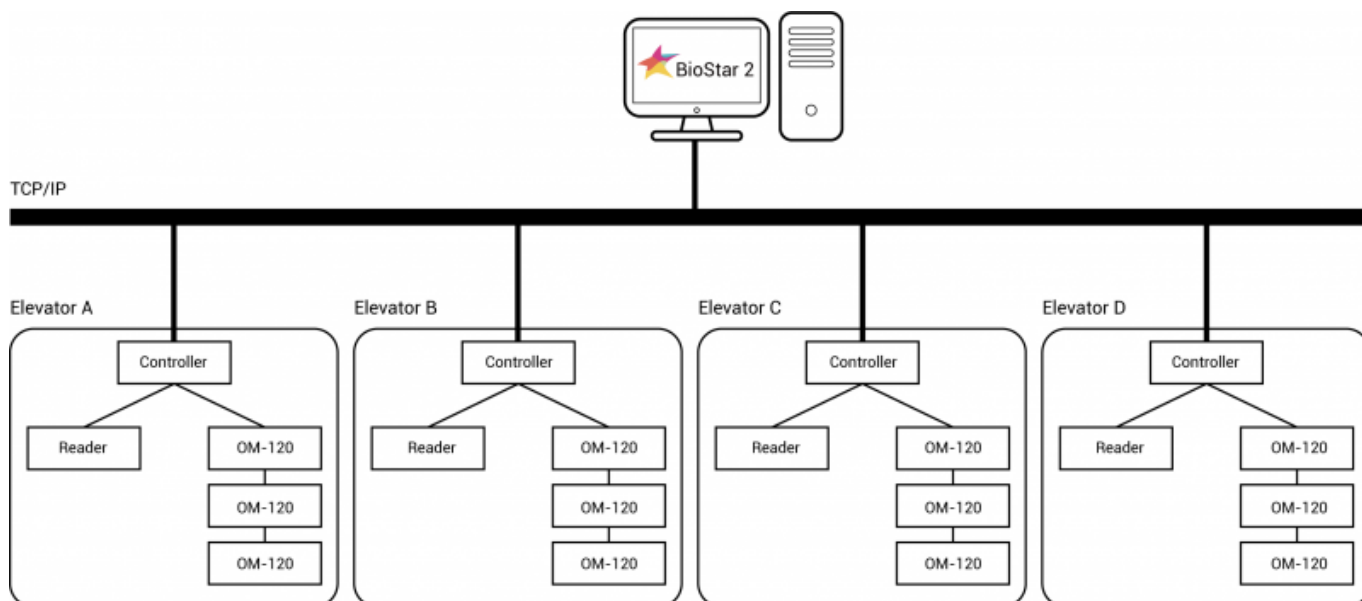 BioStar 2
TCP/IP
Elevator A
Elevator B
Elevator C
Elevator D
Controller
Controller
Controller
Controller
Reader
OM-120
Reader
OM-120
Reader
OM-120
Reader
OM-120
OM-120
OM-120
OM-120
OM-120
OM-120
OM-120
OM-120
OM-120